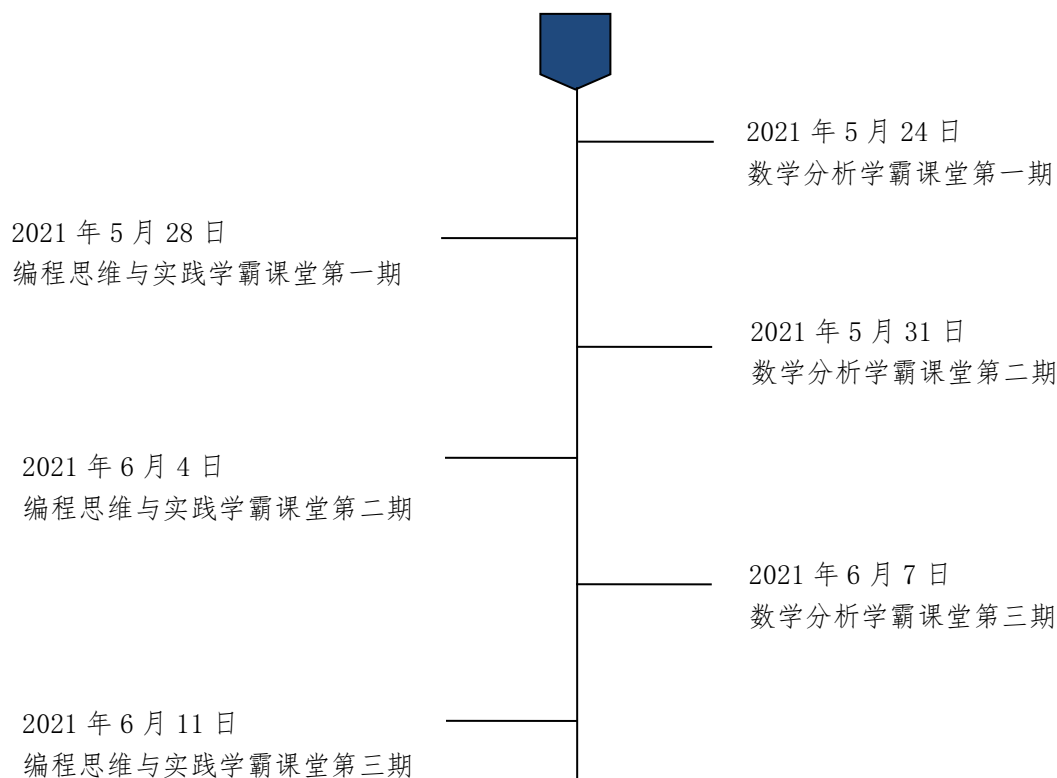 2021 年 5 月 24 日
数学分析学霸课堂第一期
2021 年 5 月 28 日
编程思维与实践学霸课堂第一期
2021 年 5 月 31 日
数学分析学霸课堂第二期
2021 年 6 月 4 日
编程思维与实践学霸课堂第二期
2021 年 6 月 7 日
数学分析学霸课堂第三期
2021 年 6 月 11 日
编程思维与实践学霸课堂第三期